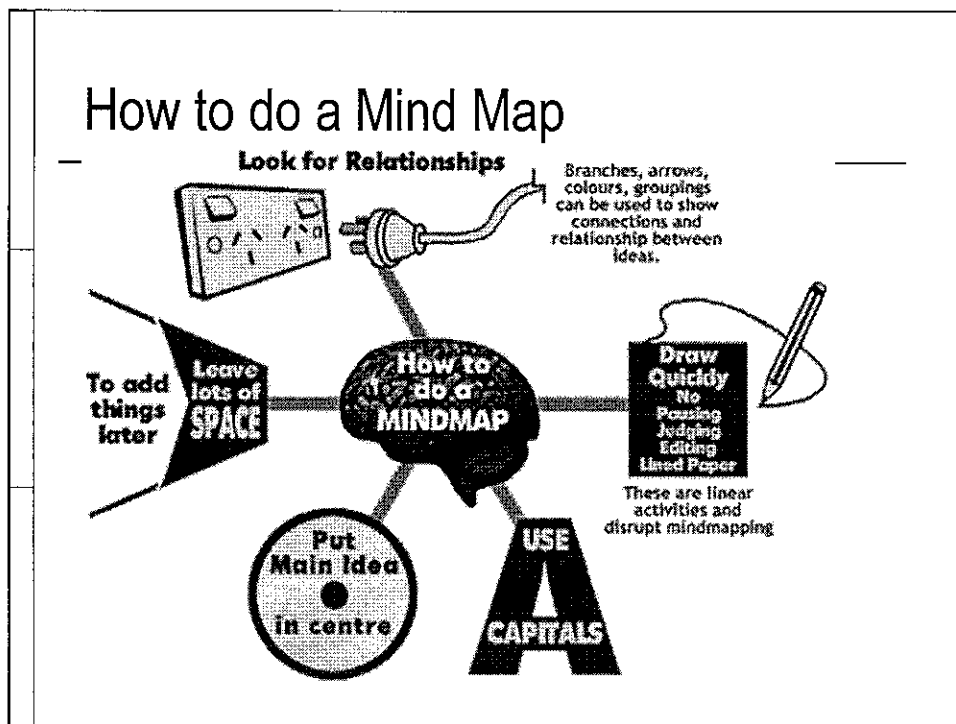 How to do a Mind Map
Look for Relationships
Branches, arrows,
colours, groupings
can be used to show
connections and
relationship between
ideas.
Leave
lots of
SPACE
To add
things
later
How to
do a
MINDMAP
Draw
Quickly
No
Pausing
Judging
Editing
Lined Paper
These are linear
activities and
disrupt mindmapping
Put
Main Idea
in centre
USE
CAPITALS